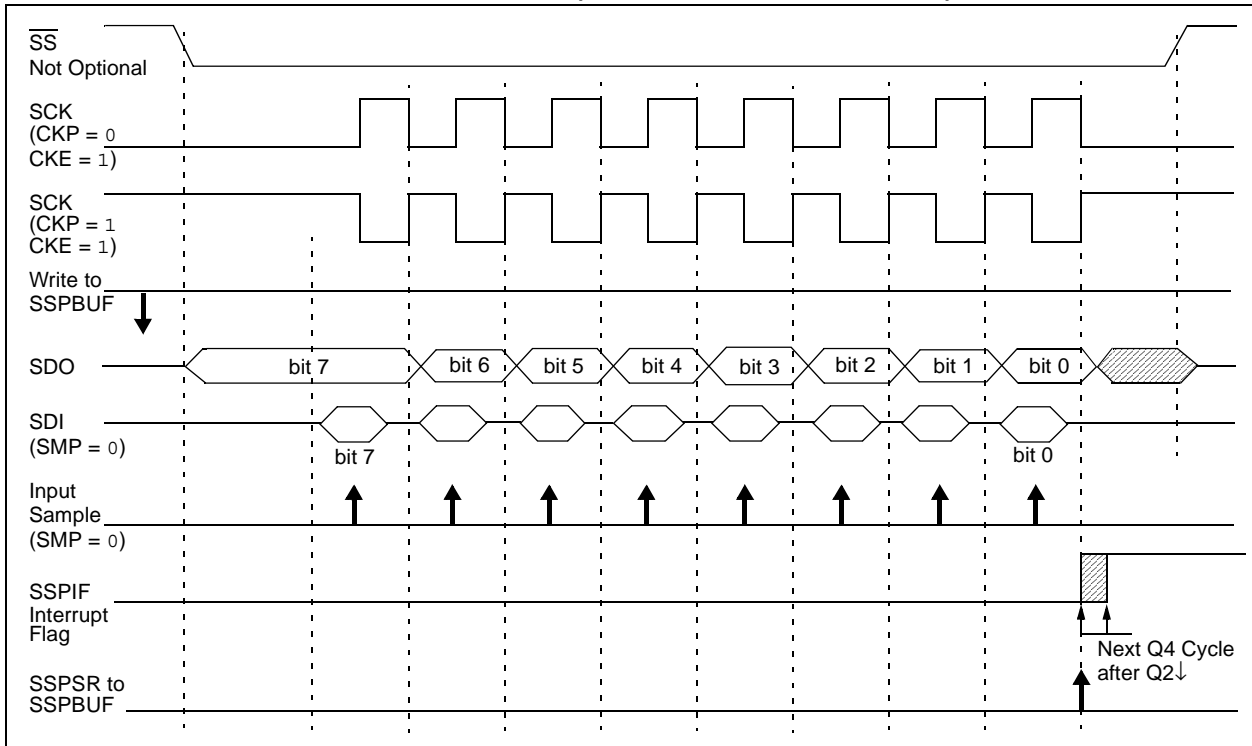 SS
Not Optional
SCK
(CKP = 0
CKE = 1)
SCK
(CKP = 1
CKE = 1)
Write to
SSPBUF
SDO
bit 7 bit 6 bit 5 bit 4 bit 3 bit 2 bit 1 bit 0
SDI
(SMP = 0)
bit 7 bit 0
Input
Sample
(SMP = 0)
SSPIF
Interrupt
Flag
Next Q4 Cycle
after Q2↓
SSPSR to
SSPBUF